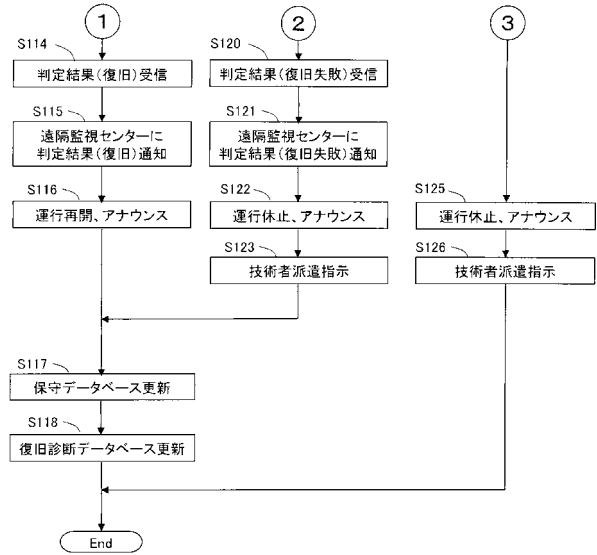 1
2
3
S114
判定結果(復旧)受信
S120
判定結果(復旧失敗)受信
S115
遠隔監視センターに
判定結果(復旧)通知
S121
遠隔監視センターに
判定結果(復旧失敗)通知
S116
運行再開、アナウンス
S122
運行休止、アナウンス
S125
運行休止、アナウンス
S123
技術者派遣指示
S126
技術者派遣指示
S117
保守データベース更新
S118
復旧診断データベース更新
End